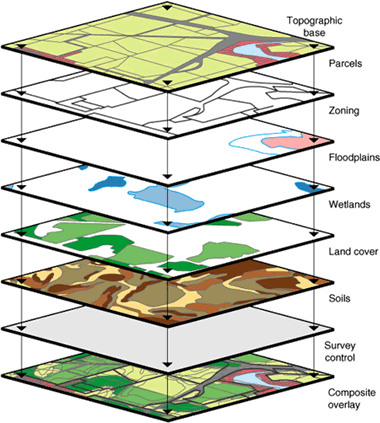 Topographic
base
Parcels
Zoning
Floodplains
Wetlands
Land cover
Soils
Survey
control
Composite
overlay